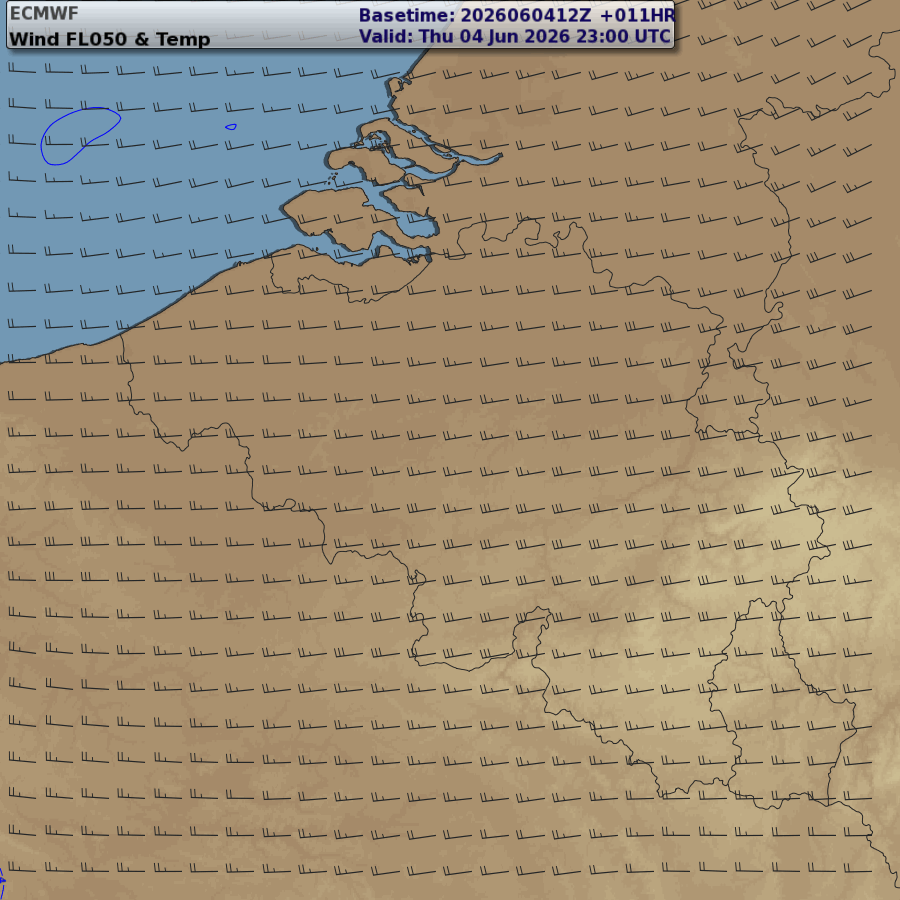 ECMWF
Basetime: 2026060412Z +011HR
Wind FL050 & Temp
Valid: Thu 04 Jun 2026 23:00 UTC